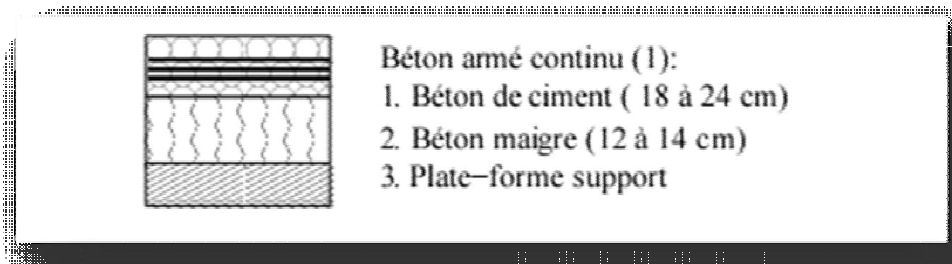 Béton armé continu (1):
1. Béton de ciment ( 18 à 24 cm)
2. Béton maigre (12 à 14 cm)
3. Plate-forme support